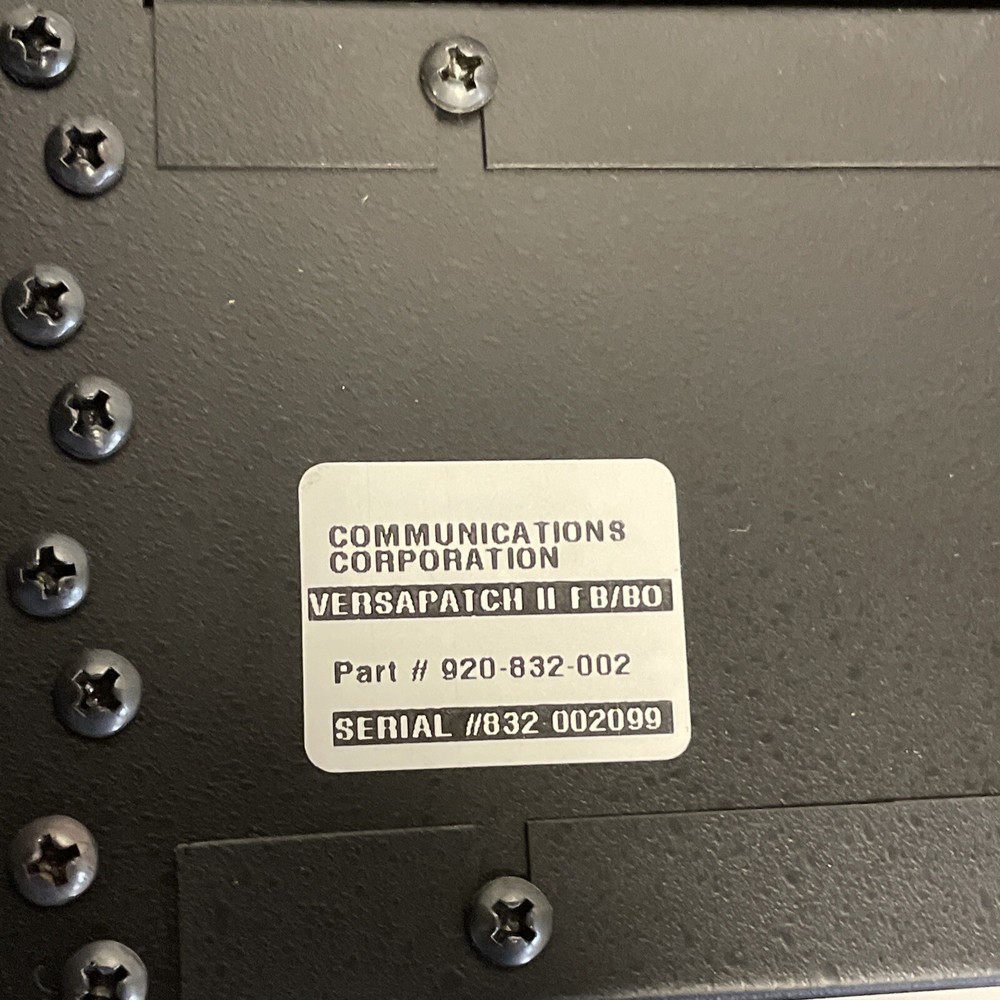 COMMUNICATIONS
CORPORATION
VERSAPATCH II FB/BO
Part # 920-832-002
SERIAL #832 002099